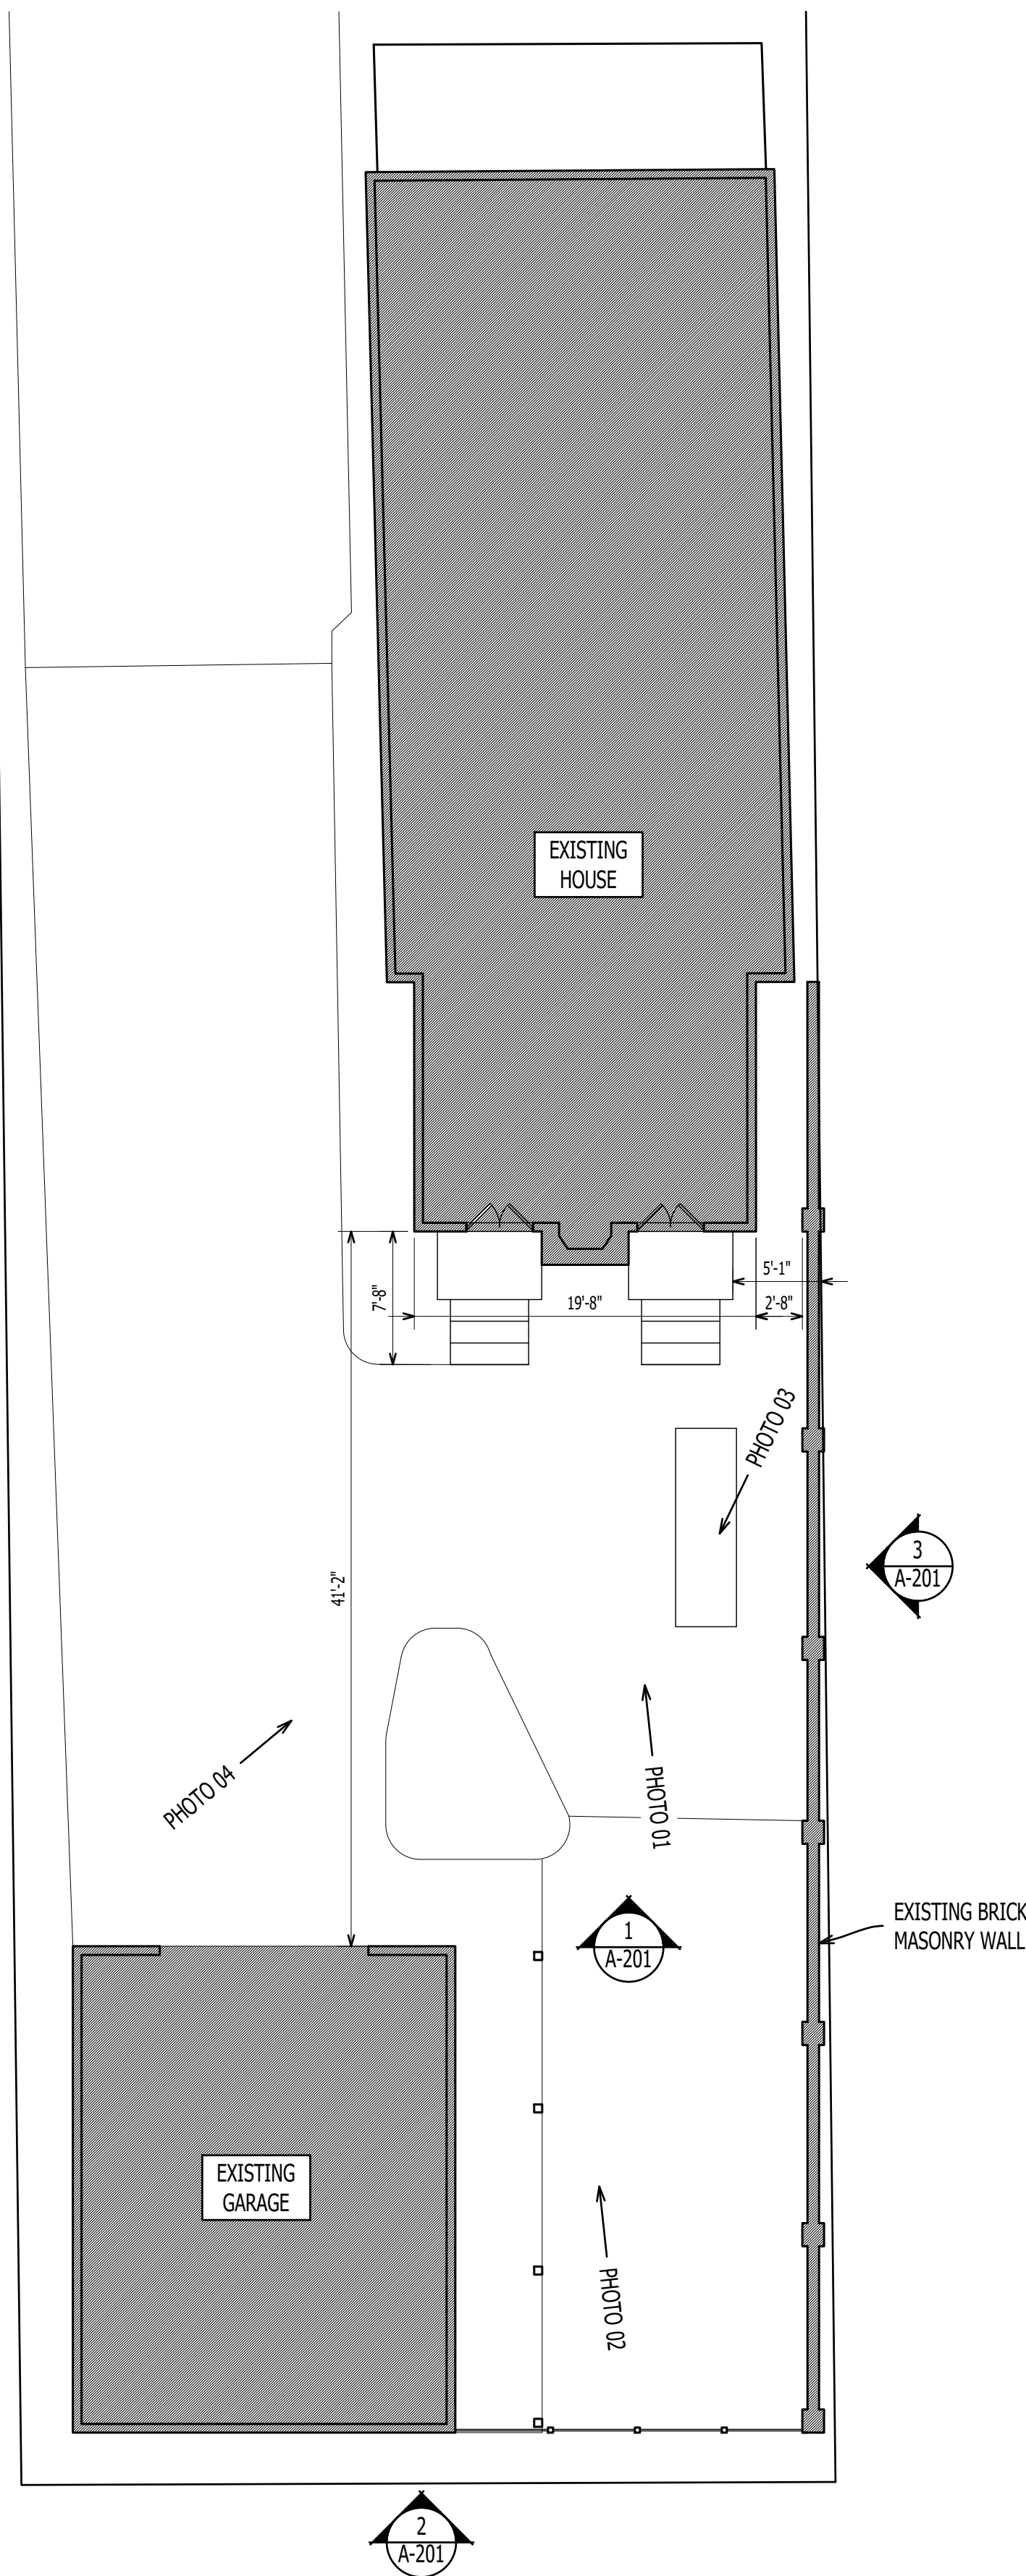 EXISTING
HOUSE
5'-1"
7'-8"
19'-8"
2'-8"
PHOTO 03
41'-2"
3
A-201
PHOTO 04
PHOTO 01
EXISTING BRICK
MASONRY WALL
1
A-201
EXISTING
GARAGE
PHOTO 02
2
A-201